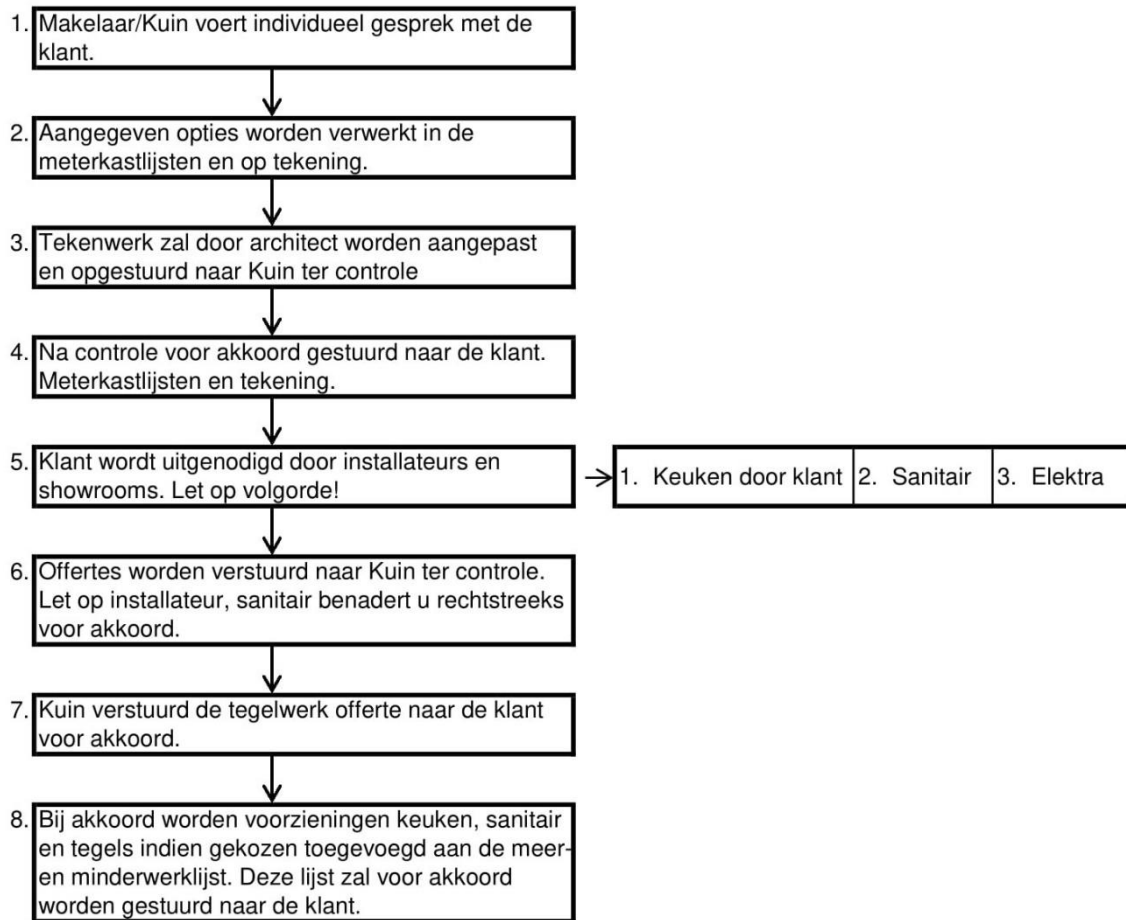 1. Makelaar/Kuin voert individueel gesprek met de
klant.
2. Aangegeven opties worden verwerkt in de
meterkastlijsten en op tekening.
3. Tekenwerk zal door architect worden aangepast
en opgestuurd naar Kuin ter controle
4. Na controle voor akkoord gestuurd naar de klant.
Meterkastlijsten en tekening.
5. Klant wordt uitgenodigd door installateurs en
showrooms. Let op volgorde!
1. Keuken door klant 2. Sanitair 3. Elektra
6. Offertes worden verstuurd naar Kuin ter controle.
Let op installateur, sanitair benadert u rechtstreeks
voor akkoord.
7. Kuin verstuurd de tegelwerk offerte naar de klant
voor akkoord.
8. Bij akkoord worden voorzieningen keuken, sanitair
en tegels indien gekozen toegevoegd aan de meer-
en minderwerklijst. Deze lijst zal voor akkoord
worden gestuurd naar de klant.